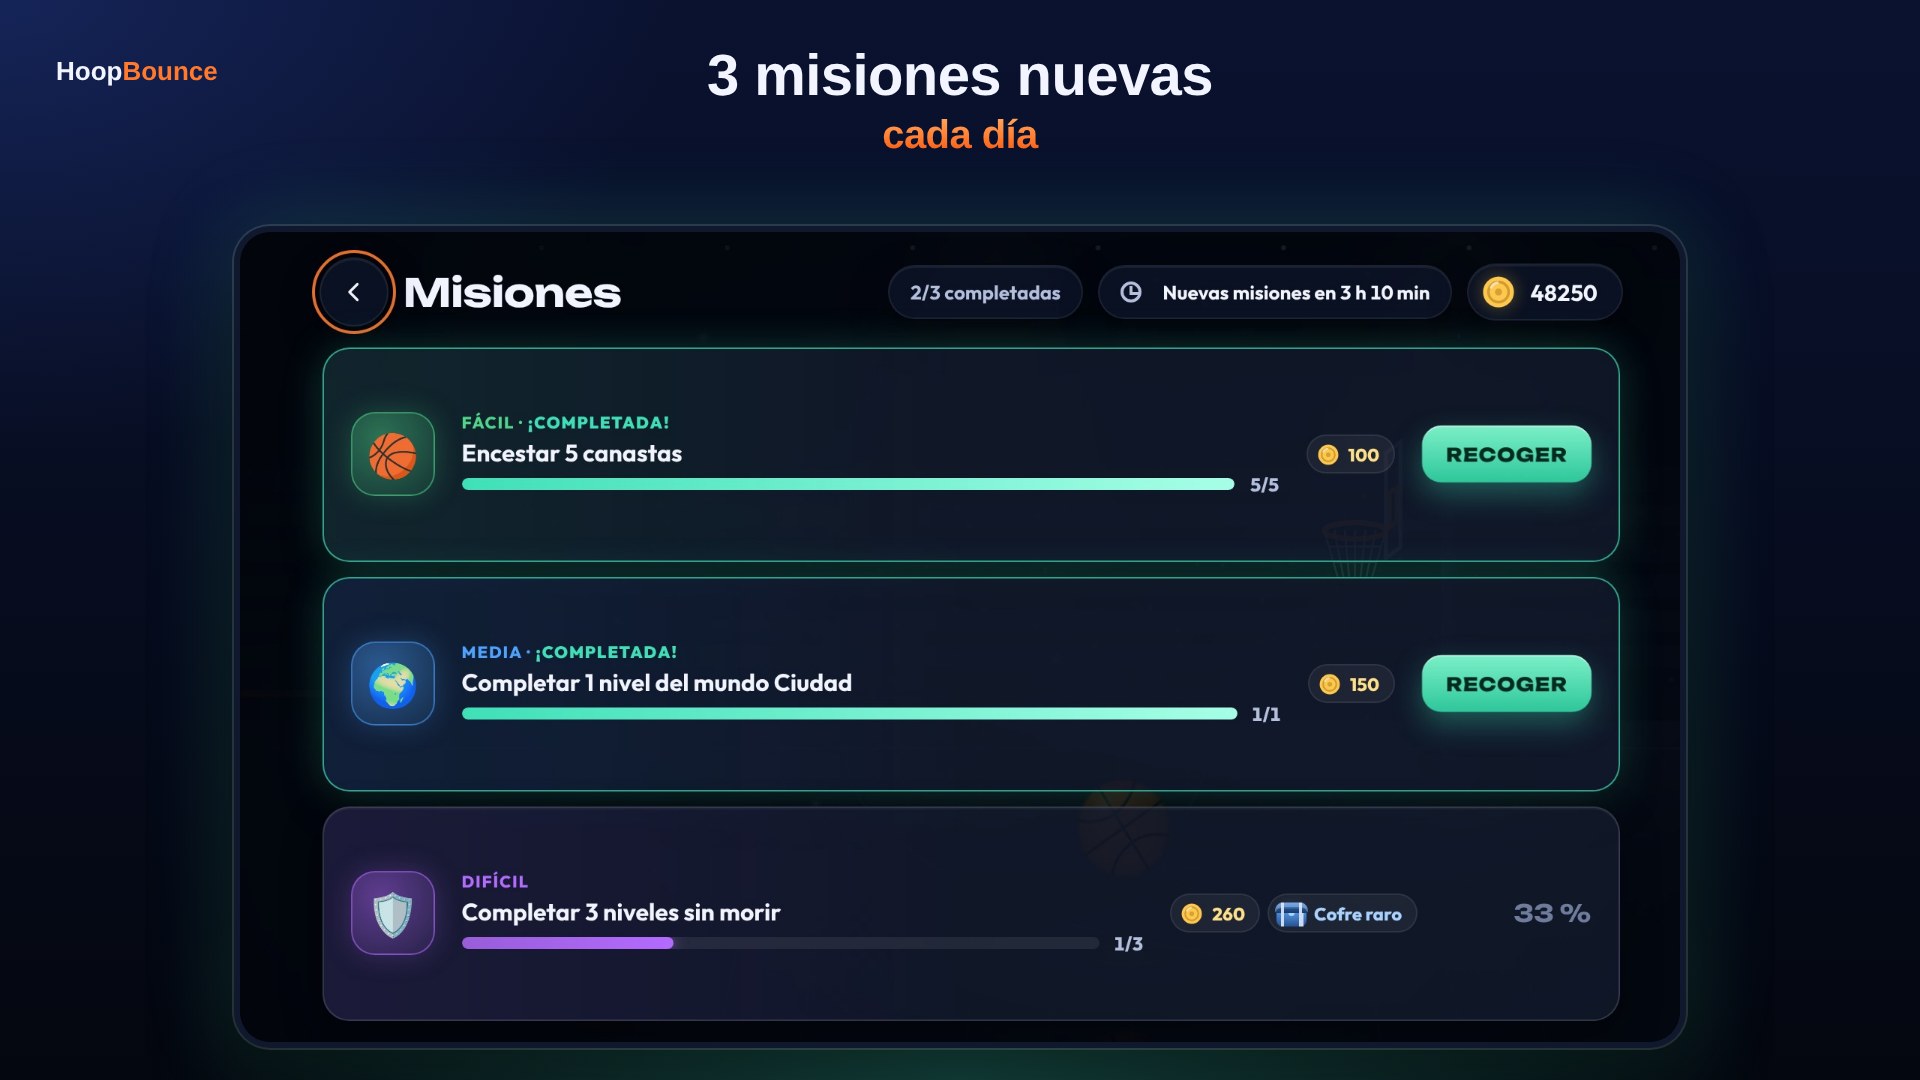 HoopBounce
3 misiones nuevas
cada día
Misiones
2/3 completadas
Nuevas misiones en 3 h 10 min
48250
FÁCIL · ¡COMPLETADA!
Encestar 5 canastas
5/5
100
RECOGER
MEDIA · ¡COMPLETADA!
Completar 1 nivel del mundo Ciudad
1/1
150
RECOGER
DIFÍCIL
Completar 3 niveles sin morir
1/3
260
Cofre raro
33 %